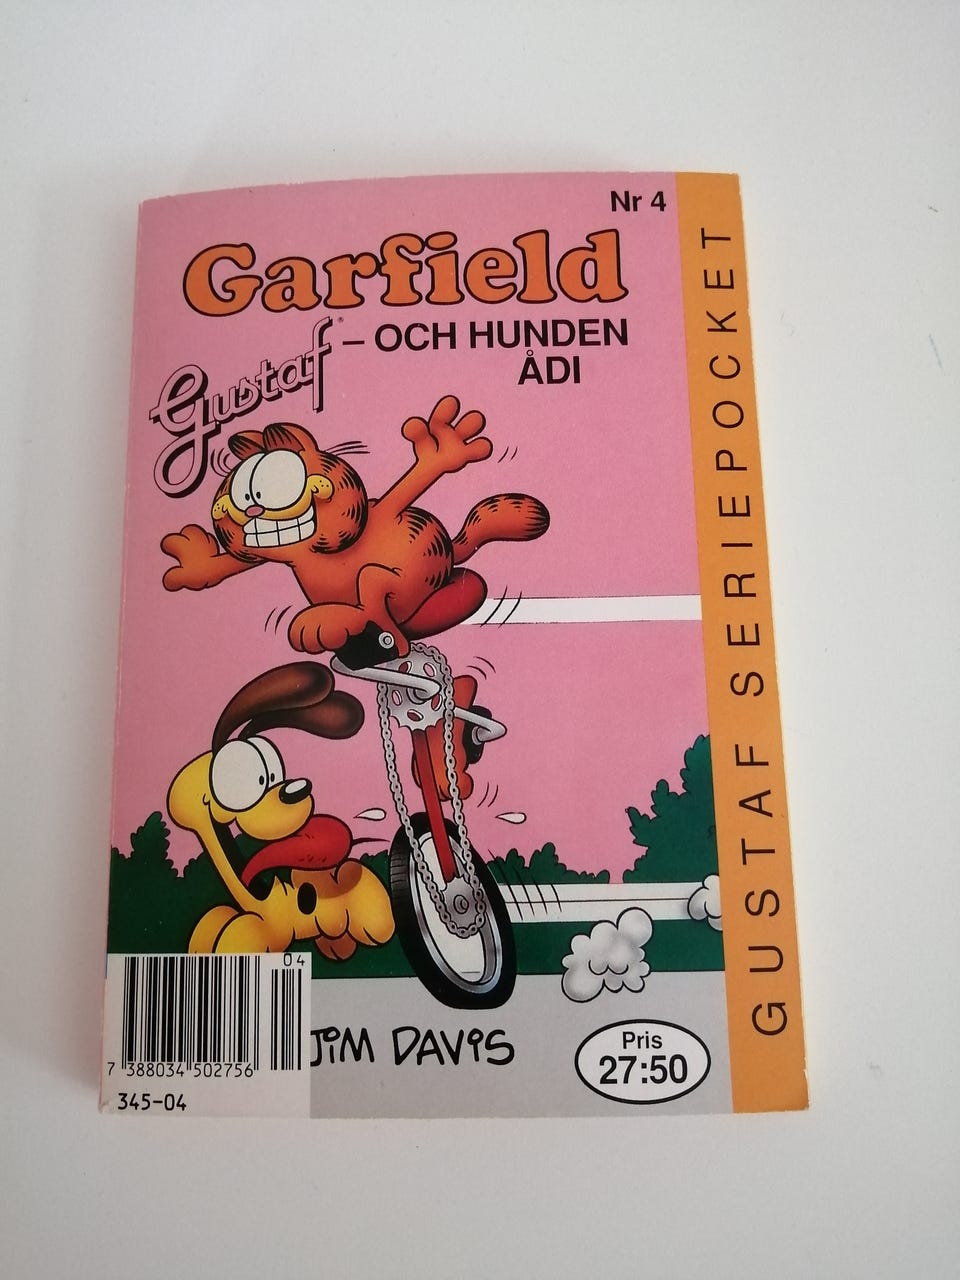 Nr 4
Garfield
Gustaf® – OCH HUNDEN
ÅDI
GUSTAF SERIEPOCKET
04
7 388034 502756
345-04
JIM DAVIS
Pris
27:50